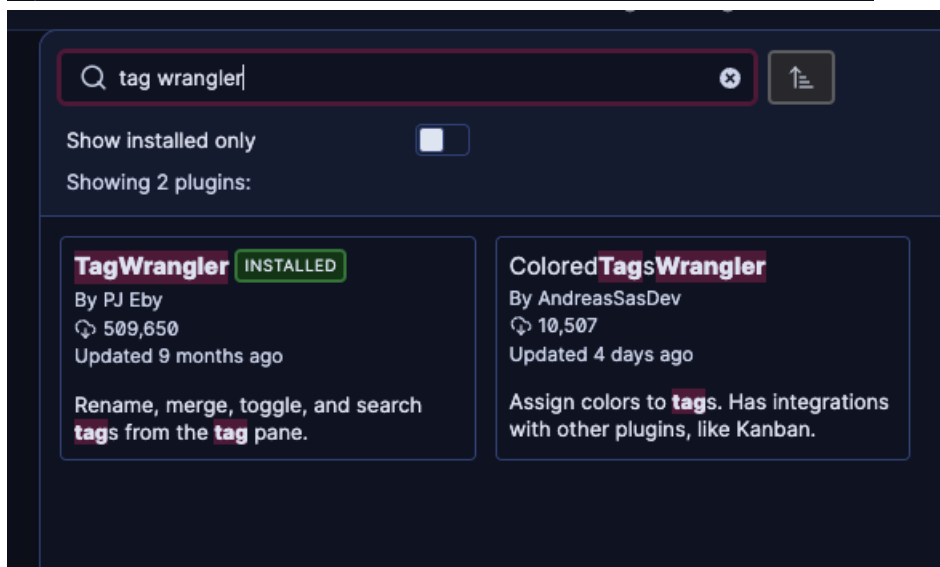 tag wrangler
Show installed only
Showing 2 plugins:
TagWrangler INSTALLED
By PJ Eby
509,650
Updated 9 months ago
Rename, merge, toggle, and search
tags from the tag pane.
ColoredTagsWrangler
By AndreasSasDev
10,507
Updated 4 days ago
Assign colors to tags. Has integrations
with other plugins, like Kanban.